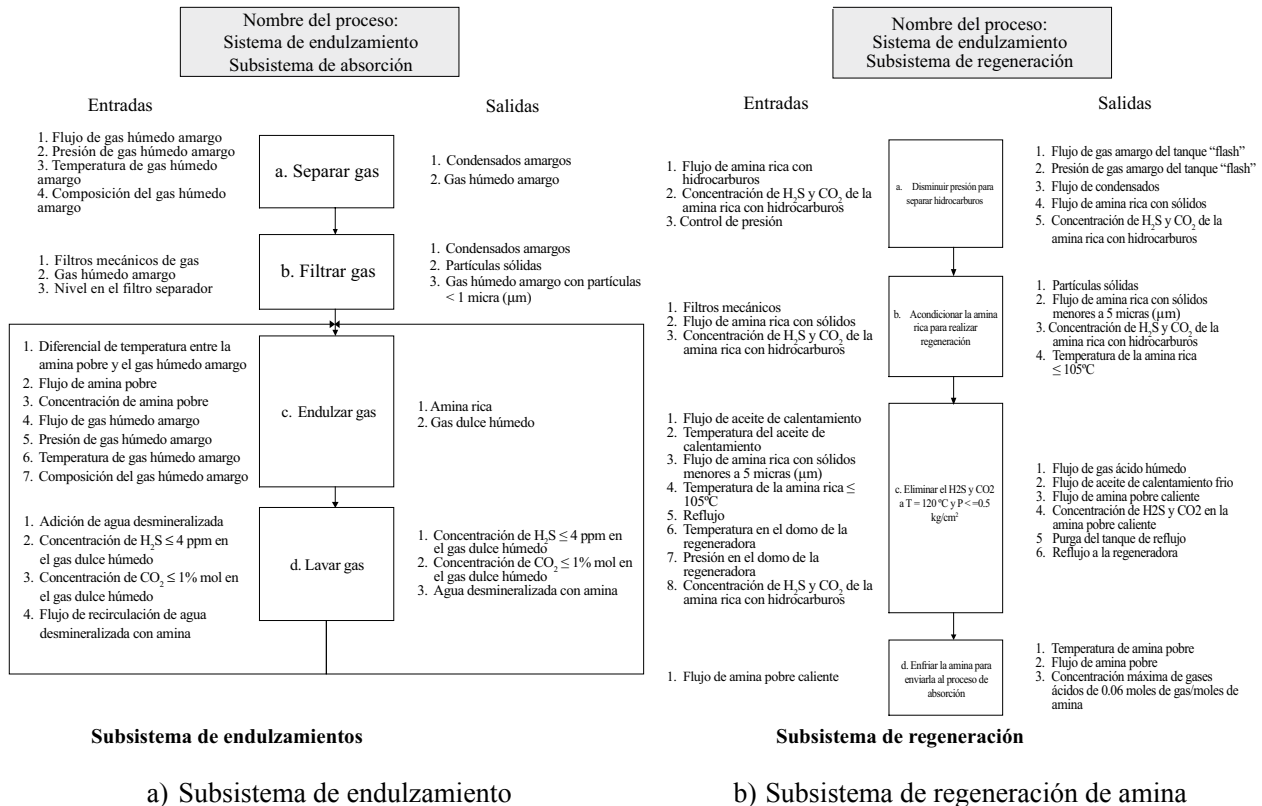 Nombre del proceso:
Sistema de endulzamiento
Subsistema de absorción
Entradas
Salidas
1. Flujo de gas húmedo amargo
2. Presión de gas húmedo amargo
3. Temperatura de gas húmedo
amargo
4. Composición del gas húmedo
amargo
a. Separar gas
1. Condensados amargos
2. Gas húmedo amargo
1. Filtros mecánicos de gas
2. Gas húmedo amargo
3. Nivel en el filtro separador
b. Filtrar gas
1. Condensados amargos
2. Partículas sólidas
3. Gas húmedo amargo con partículas
< 1 micra (µm)
1. Diferencial de temperatura entre la
amina pobre y el gas húmedo amargo
2. Flujo de amina pobre
3. Concentración de amina pobre
4. Flujo de gas húmedo amargo
5. Presión de gas húmedo amargo
6. Temperatura de gas húmedo amargo
7. Composición del gas húmedo amargo
c. Endulzar gas
1. Amina rica
2. Gas dulce húmedo
1. Adición de agua desmineralizada
2. Concentración de H₂S ≤ 4 ppm en
el gas dulce húmedo
3. Concentración de CO₂ ≤ 1% mol en
el gas dulce húmedo
4. Flujo de recirculación de agua
desmineralizada con amina
d. Lavar gas
1. Concentración de H₂S ≤ 4 ppm en
el gas dulce húmedo
2. Concentración de CO₂ ≤ 1% mol en
el gas dulce húmedo
3. Agua desmineralizada con amina
Subsistema de endulzamientos
a) Subsistema de endulzamiento
Nombre del proceso:
Sistema de endulzamiento
Subsistema de regeneración
Entradas
Salidas
1. Flujo de amina rica con
hidrocarburos
2. Concentración de H₂S y CO₂ de la
amina rica con hidrocarburos
3. Control de presión
a. Disminuir presión para
separar hidrocarburos
1. Flujo de gas amargo del tanque “flash”
2. Presión de gas amargo del tanque “flash”
3. Flujo de condensados
4. Flujo de amina rica con sólidos
5. Concentración de H₂S y CO₂ de la
amina rica con hidrocarburos
1. Filtros mecánicos
2. Flujo de amina rica con sólidos
3. Concentración de H₂S y CO₂ de la
amina rica con hidrocarburos
b. Acondicionar la amina
rica para realizar
regeneración
1. Partículas sólidas
2. Flujo de amina rica con sólidos
menores a 5 micras (µm)
3. Concentración de H₂S y CO₂ de la
amina rica con hidrocarburos
4. Temperatura de la amina rica
≤ 105ºC
1. Flujo de aceite de calentamiento
2. Temperatura del aceite de
calentamiento
3. Flujo de amina rica con sólidos
menores a 5 micras (µm)
4. Temperatura de la amina rica ≤
105ºC
5. Reflujo
6. Temperatura en el domo de la
regeneradora
7. Presión en el domo de la
regeneradora
8. Concentración de H₂S y CO₂ de la
amina rica con hidrocarburos
c. Eliminar el H2S y CO2
a T = 120 ºC y P < =0.5
kg/cm²
1. Flujo de gas ácido húmedo
2. Flujo de aceite de calentamiento frio
3. Flujo de amina pobre caliente
4. Concentración de H2S y CO2 en la
amina pobre caliente
5 Purga del tanque de reflujo
6. Reflujo a la regeneradora
1. Flujo de amina pobre caliente
d. Enfriar la amina para
enviarla al proceso de
absorción
1. Temperatura de amina pobre
2. Flujo de amina pobre
3. Concentración máxima de gases
ácidos de 0.06 moles de gas/moles de
amina
Subsistema de regeneración
b) Subsistema de regeneración de amina